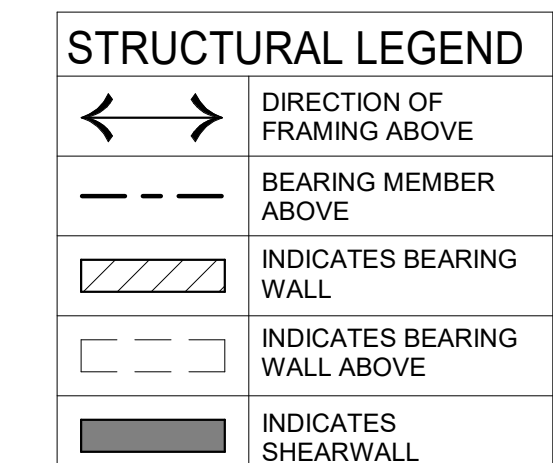 STRUCTURAL LEGEND
DIRECTION OF
FRAMING ABOVE
BEARING MEMBER
ABOVE
INDICATES BEARING
WALL
INDICATES BEARING
WALL ABOVE
INDICATES
SHEARWALL